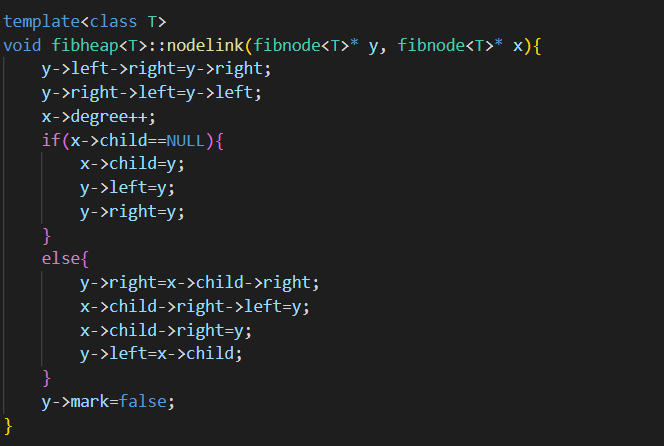 template<class T>
void fibheap<T>::nodelink(fibnode<T>* y, fibnode<T>* x){
    y->left->right=y->right;
    y->right->left=y->left;
    x->degree++;
    if(x->child==NULL){
        x->child=y;
        y->left=y;
        y->right=y;
    }
    else{
        y->right=x->child->right;
        x->child->right->left=y;
        x->child->right=y;
        y->left=x->child;
    }
    y->mark=false;
}